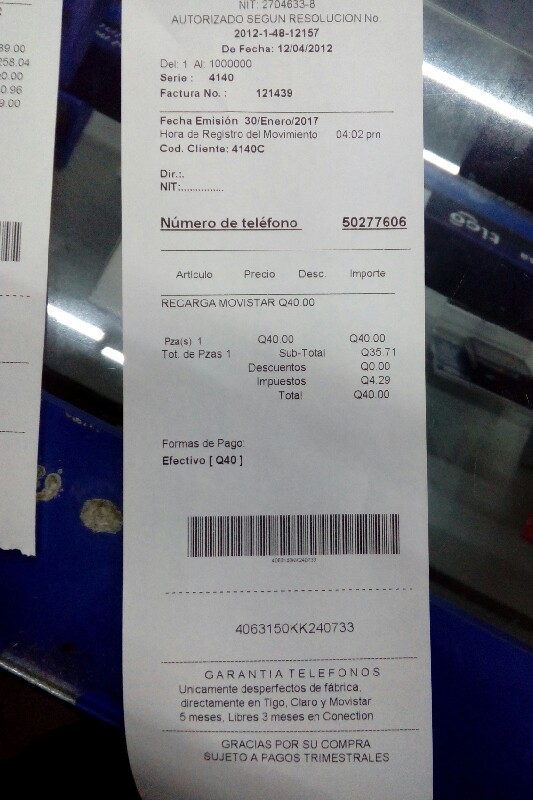 NIT: 2704633-8
AUTORIZADO SEGUN RESOLUCION No.
2012-1-48-12157
De Fecha: 12/04/2012
Del: 1 Al: 1000000
Serie : 4140
Factura No. : 121439
Fecha Emisión 30/Enero/2017
Hora de Registro del Movimiento 04:02 pm
Cod. Cliente: 4140C
Dir.:.
NIT:...............
Número de teléfono 50277606
Articulo Precio Desc. Importe
RECARGA MOVISTAR Q40.00
Pza(s) 1 Q40.00 Q40.00
Tot. de Pzas 1 Sub-Total Q35.71
Descuentos Q0.00
Impuestos Q4.29
Total Q40.00
Formas de Pago:
Efectivo [ Q40 ]
4063150KK240733
4063150KK240733
GARANTIA TELEFONOS
Unicamente desperfectos de fábrica,
directamente en Tigo, Claro y Movistar
5 meses, Libres 3 meses en Conection
GRACIAS POR SU COMPRA
SUJETO A PAGOS TRIMESTRALES
39.00
258.04
0.00
0.96
9.00
tigo